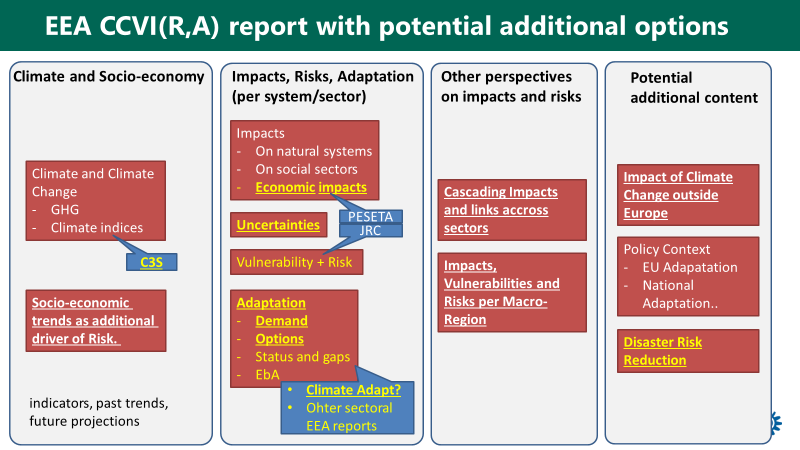 EEA CCVI(R,A) report with potential additional options
Climate and Socio-economy
Climate and Climate
Change
- GHG
- Climate indices
C3S
Socio-economic
trends as additional
driver of Risk.
indicators, past trends,
future projections
Impacts, Risks, Adaptation
(per system/sector)
Impacts
- On natural systems
- On social sectors
- Economic impacts
PESETA
JRC
Uncertainties
Vulnerability + Risk
Adaptation
- Demand
- Options
- Status and gaps
- EbA
• Climate Adapt?
• Ohter sectoral
EEA reports
Other perspectives
on impacts and risks
Cascading Impacts
and links accross
sectors
Impacts,
Vulnerabilities and
Risks per Macro-
Region
Potential
additional content
Impact of Climate
Change outside
Europe
Policy Context
- EU Adapatation
- National
Adaptation..
Disaster Risk
Reduction